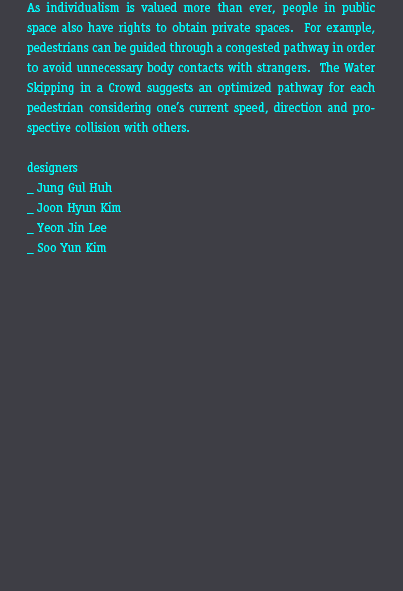 As individualism is valued more than ever, people in public
space also have rights to obtain private spaces.  For example,
pedestrians can be guided through a congested pathway in order
to avoid unnecessary body contacts with strangers.  The Water
Skipping in a Crowd suggests an optimized pathway for each
pedestrian considering one's current speed, direction and pro-
spective collision with others.

designers
_ Jung Gul Huh
_ Joon Hyun Kim
_ Yeon Jin Lee
_ Soo Yun Kim